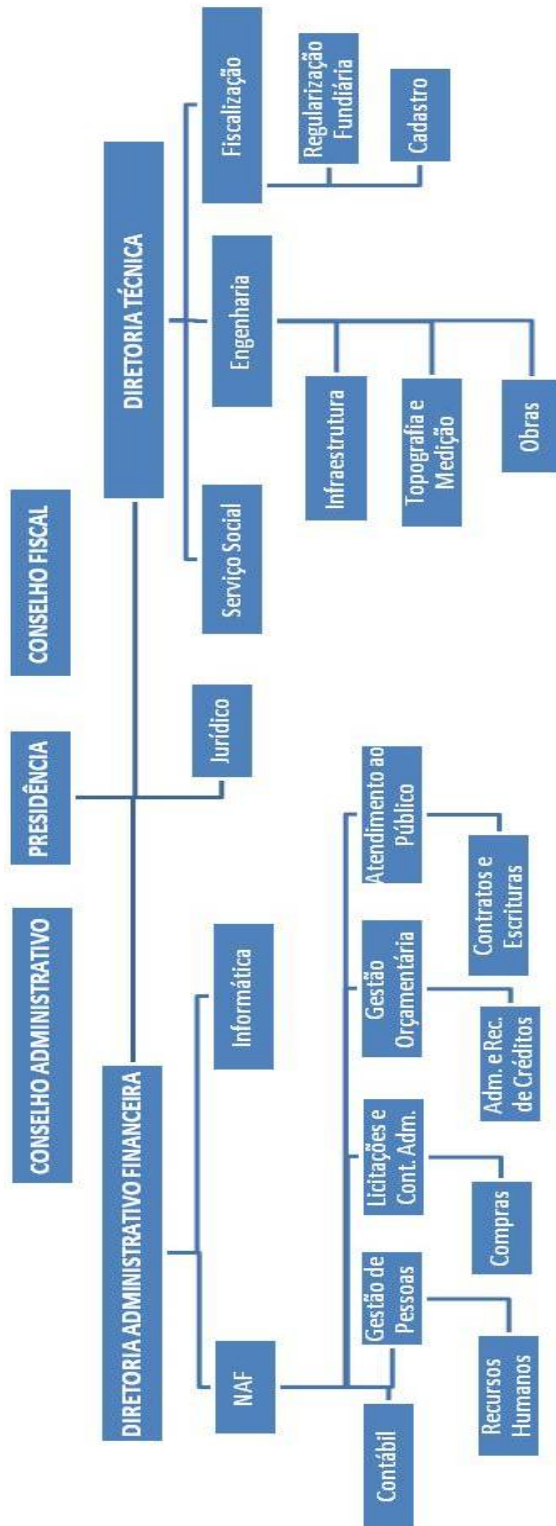 CONSELHO ADMINISTRATIVO
PRESIDÊNCIA
CONSELHO FISCAL
DIRETORIA ADMINISTRATIVO FINANCEIRA
DIRETORIA TÉCNICA
Jurídico
NAF
Informática
Serviço Social
Engenharia
Fiscalização
Contábil
Gestão de
Pessoas
Licitações e
Cont. Adm.
Gestão
Orçamentária
Atendimento ao
Público
Recursos
Humanos
Compras
Adm. e Rec.
de Créditos
Contratos e
Escrituras
Infraestrutura
Topografia e
Medição
Obras
Regularização
Fundiária
Cadastro